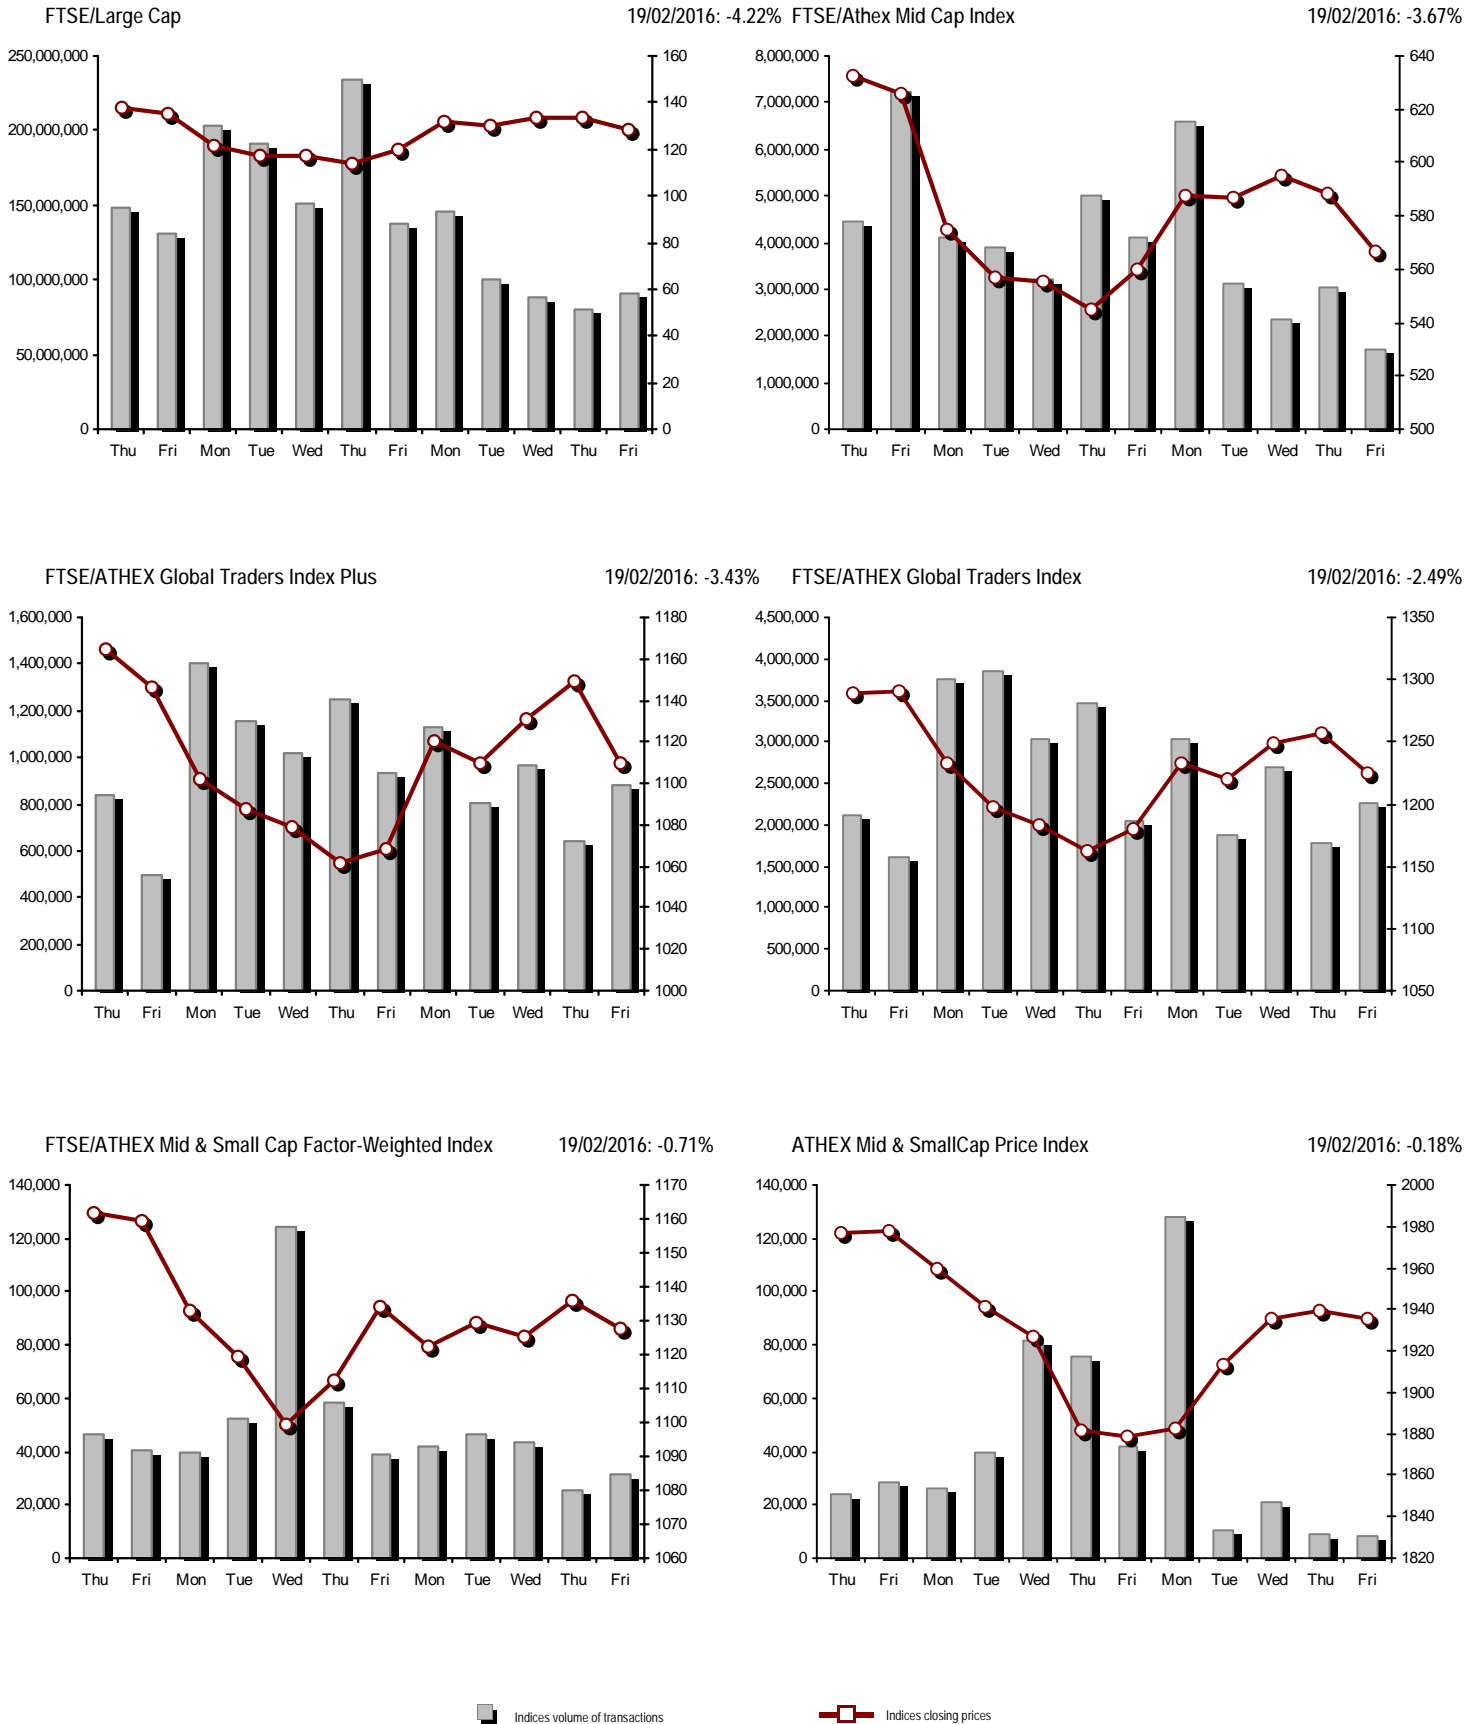 FTSE/Large Cap 19/02/2016: -4.22%
250,000,000 200,000,000 150,000,000 100,000,000 50,000,000 0
160 140 120 100 80 60 40 20 0
Thu Fri Mon Tue Wed Thu Fri Mon Tue Wed Thu Fri
FTSE/Athex Mid Cap Index 19/02/2016: -3.67%
8,000,000 7,000,000 6,000,000 5,000,000 4,000,000 3,000,000 2,000,000 1,000,000 0
640 620 600 580 560 540 520 500
Thu Fri Mon Tue Wed Thu Fri Mon Tue Wed Thu Fri
FTSE/ATHEX Global Traders Index Plus 19/02/2016: -3.43%
1,600,000 1,400,000 1,200,000 1,000,000 800,000 600,000 400,000 200,000 0
1180 1160 1140 1120 1100 1080 1060 1040 1020 1000
Thu Fri Mon Tue Wed Thu Fri Mon Tue Wed Thu Fri
FTSE/ATHEX Global Traders Index 19/02/2016: -2.49%
4,500,000 4,000,000 3,500,000 3,000,000 2,500,000 2,000,000 1,500,000 1,000,000 500,000 0
1350 1300 1250 1200 1150 1100 1050
Thu Fri Mon Tue Wed Thu Fri Mon Tue Wed Thu Fri
FTSE/ATHEX Mid & Small Cap Factor-Weighted Index 19/02/2016: -0.71%
140,000 120,000 100,000 80,000 60,000 40,000 20,000 0
1170 1160 1150 1140 1130 1120 1110 1100 1090 1080 1070 1060
Thu Fri Mon Tue Wed Thu Fri Mon Tue Wed Thu Fri
ATHEX Mid & SmallCap Price Index 19/02/2016: -0.18%
140,000 120,000 100,000 80,000 60,000 40,000 20,000 0
2000 1980 1960 1940 1920 1900 1880 1860 1840 1820
Thu Fri Mon Tue Wed Thu Fri Mon Tue Wed Thu Fri
Indices volume of transactions Indices closing prices